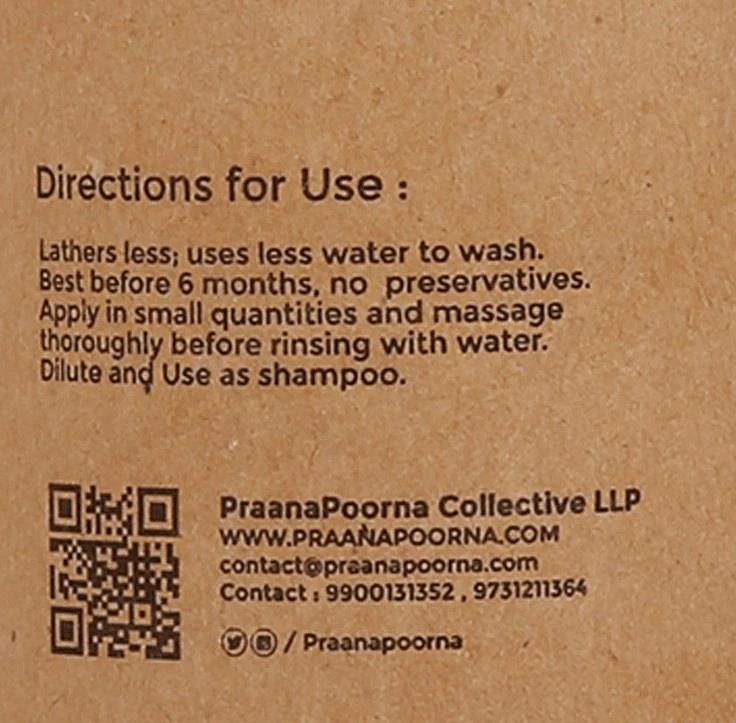 Directions for Use :
Lathers less; uses less water to wash.
Best before 6 months, no preservatives.
Apply in small quantities and massage
thoroughly before rinsing with water.
Dilute and Use as shampoo.
PraanaPoorna Collective LLP
WWW.PRAANAPOORNA.COM
contact@praanapoorna.com
Contact : 9900131352 , 9731211364
/ Praanapoorna